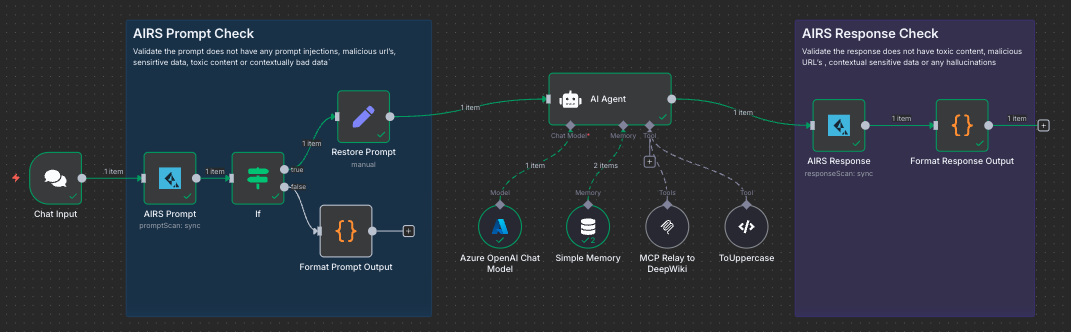 AIRS Prompt Check
Validate the prompt does not have any prompt injections, malicious url's,
sensirtive data, toxic content or contextually bad data`
AIRS Response Check
Validate the response does not have toxic content, malicious
URL's , contextual sensitive data or any hallucinations
Chat Input
1 item
AIRS Prompt
promptScan: sync
1 item
If
true
false
1 item
Restore Prompt
manual
Format Prompt Output
1 item
AI Agent
Chat Model*
Memory
Tool
1 item
2 items
Model
Memory
Tools
Tool
2
Azure OpenAI Chat
Model
Simple Memory
MCP Relay to
DeepWiki
ToUppercase
1 item
AIRS Response
responseScan: sync
1 item
Format Response Output
1 item